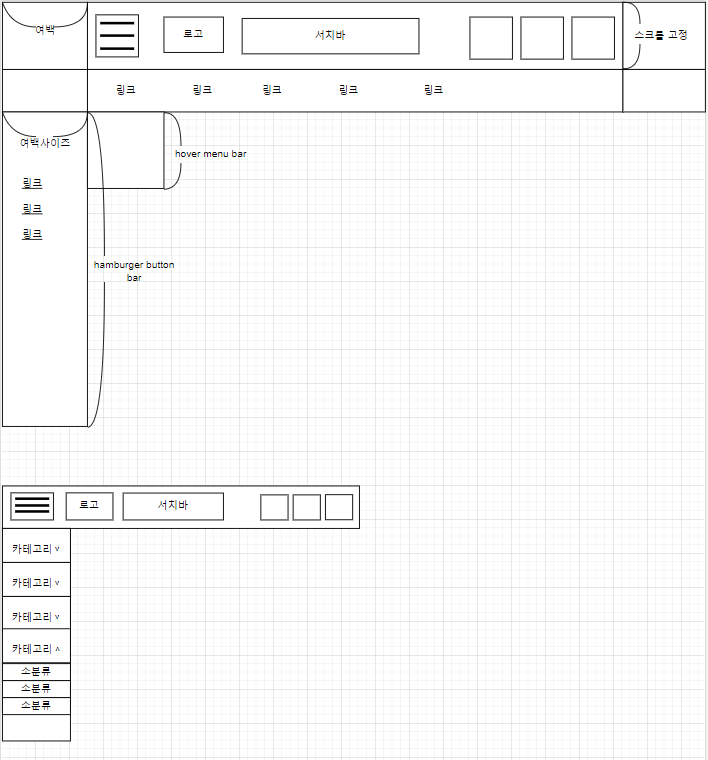 여백
로고
서치바
스크롤 고정
링크
링크
링크
링크
링크
여백사이즈
hover menu bar
링크
링크
링크
hamburger button
bar
로고
서치바
카테고리 v
카테고리 v
카테고리 v
카테고리 ʌ
소분류
소분류
소분류